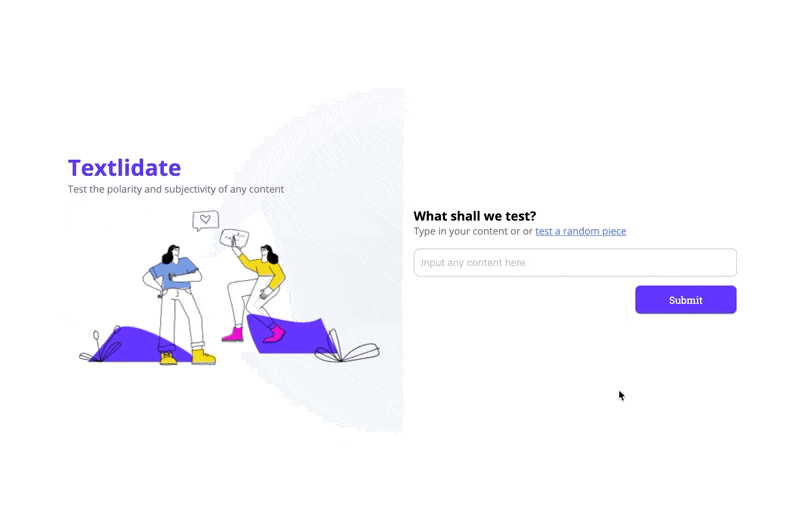 Textlidate
Test the polarity and subjectivity of any content
What shall we test?
Type in your content or or test a random piece
Input any content here
Submit